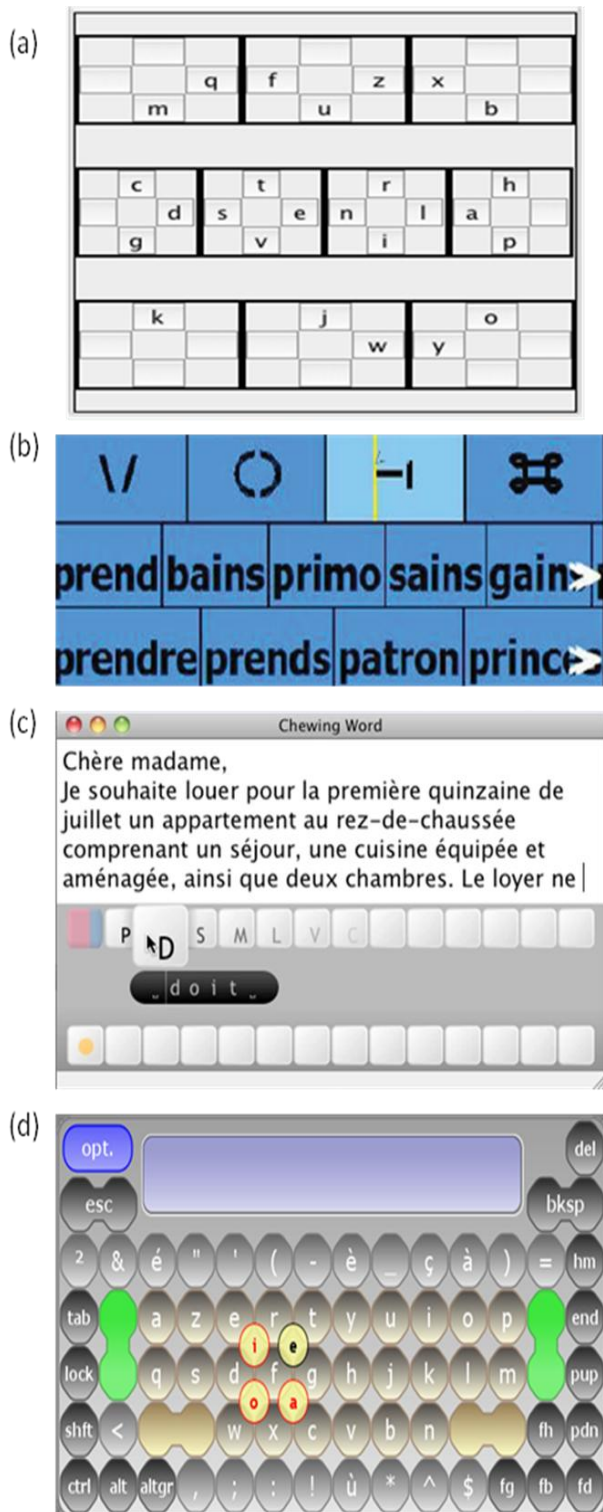 (a)
q f z x
m u b
c t r h
d s e n l a
g v i p
k j o
w y
(b)
prend bains primo sains gains
prendre prends patron princes
(c)
Chewing Word
Chère madame,
Je souhaite louer pour la première quinzaine de
juillet un appartement au rez-de-chaussée
comprenant un séjour, une cuisine équipée et
aménagée, ainsi que deux chambres. Le loyer ne
P D S M L V C
doit
(d)
opt. del
esc bksp
² & é " ' ( - è _ ç à ) = hm
tab a z e r t y u i o p end
i e
lock q s d f g h j k l m pup
o a
shft < w x c v b n fh pdn
ctrl alt altgr , ; : ! ù * ^ $ fg fb fd